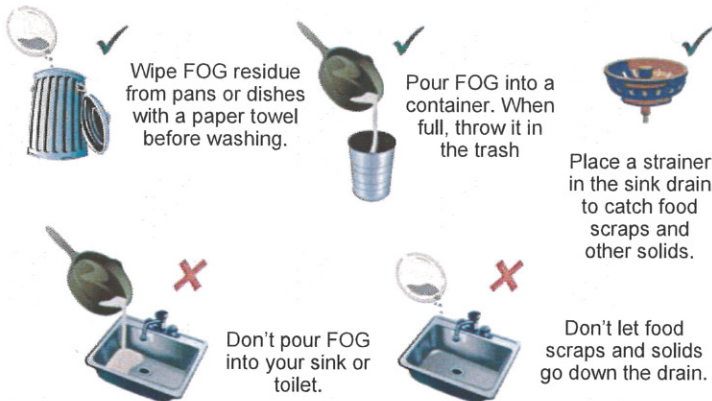 Wipe FOG residue
from pans or dishes
with a paper towel
before washing.
Pour FOG into a
container. When
full, throw it in
the trash
Place a strainer
in the sink drain
to catch food
scraps and
other solids.
Don't pour FOG
into your sink or
toilet.
Don't let food
scraps and solids
go down the drain.